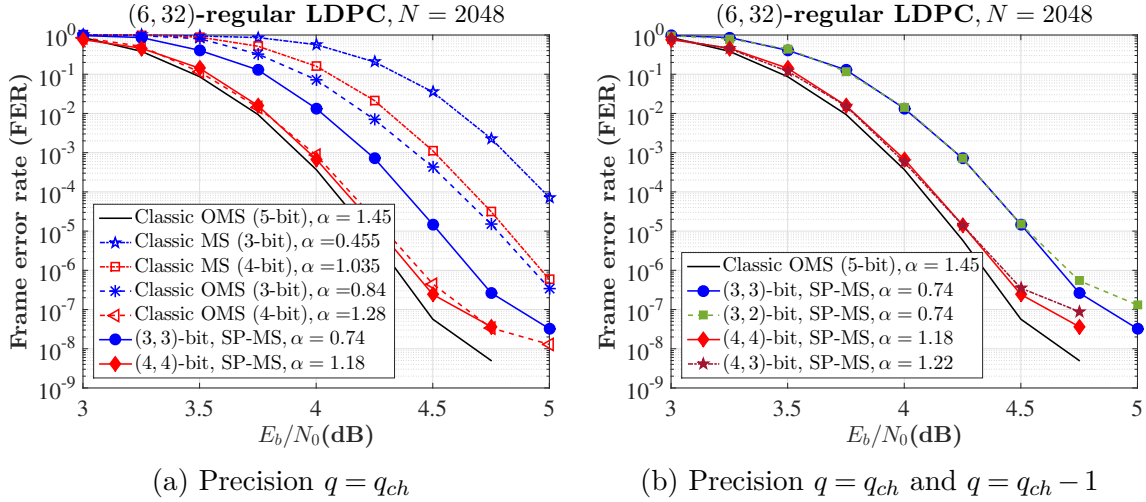 (6, 32)-regular LDPC, N = 2048
10^0
10^-1
10^-2
10^-3
10^-4
10^-5
10^-6
10^-7
10^-8
10^-9
Frame error rate (FER)
Classic OMS (5-bit), α = 1.45
Classic MS (3-bit), α =0.455
Classic MS (4-bit), α =1.035
Classic OMS (3-bit), α =0.84
Classic OMS (4-bit), α =1.28
(3, 3)-bit, SP-MS, α = 0.74
(4, 4)-bit, SP-MS, α = 1.18
3 3.5 4 4.5 5
E_b/N_0(dB)
(a) Precision q = q_{ch}
(6, 32)-regular LDPC, N = 2048
10^0
10^-1
10^-2
10^-3
10^-4
10^-5
10^-6
10^-7
10^-8
10^-9
Frame error rate (FER)
Classic OMS (5-bit), α = 1.45
(3, 3)-bit, SP-MS, α = 0.74
(3, 2)-bit, SP-MS, α = 0.74
(4, 4)-bit, SP-MS, α = 1.18
(4, 3)-bit, SP-MS, α = 1.22
3 3.5 4 4.5 5
E_b/N_0(dB)
(b) Precision q = q_{ch} and q = q_{ch} − 1